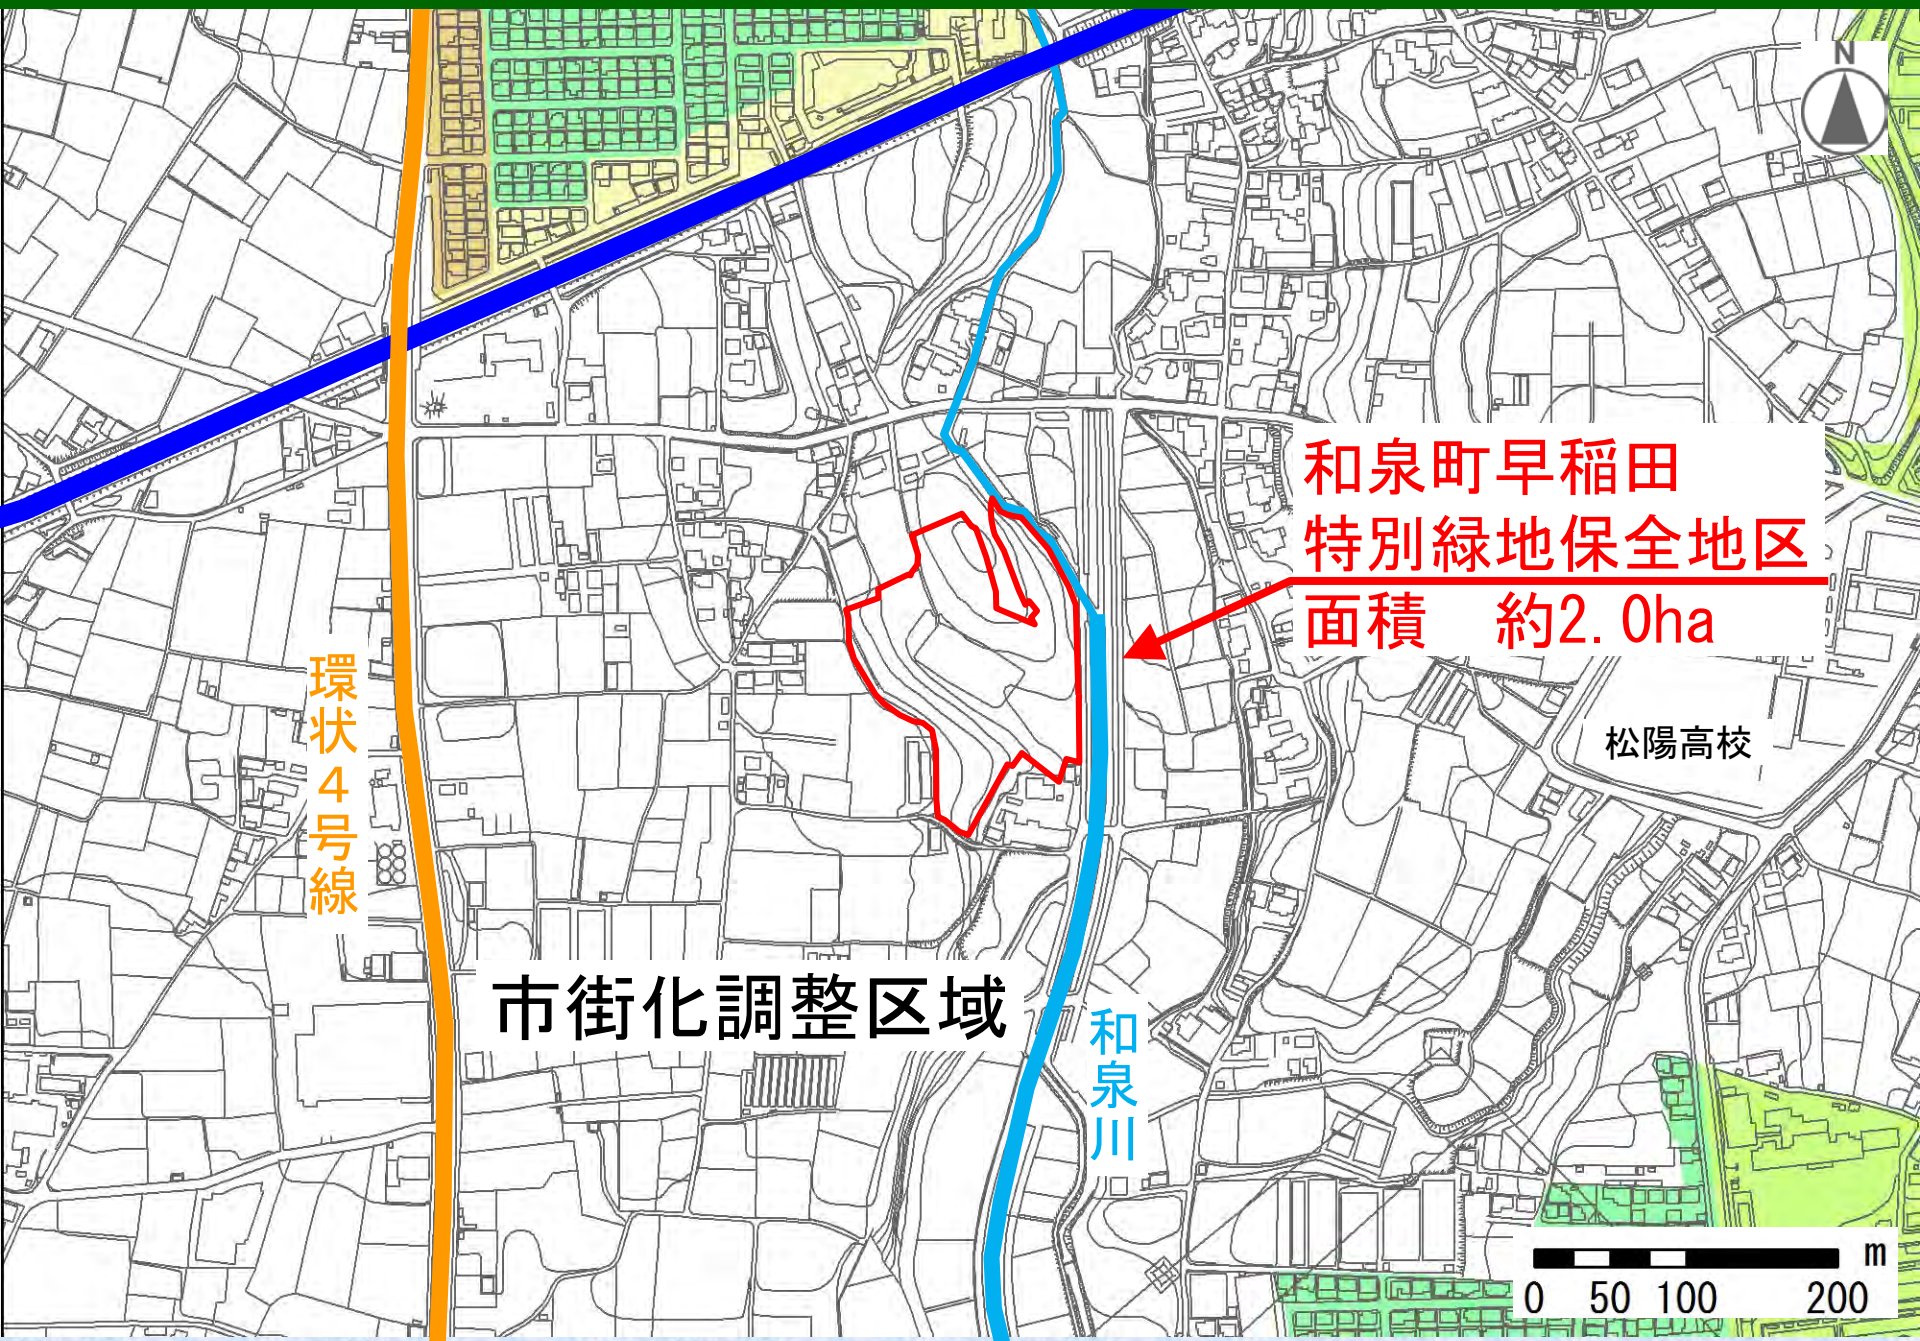 N
和泉町早稲田
特別緑地保全地区
面積　約2.0ha
環状4号線
松陽高校
市街化調整区域
和泉川
m
0 50 100 200